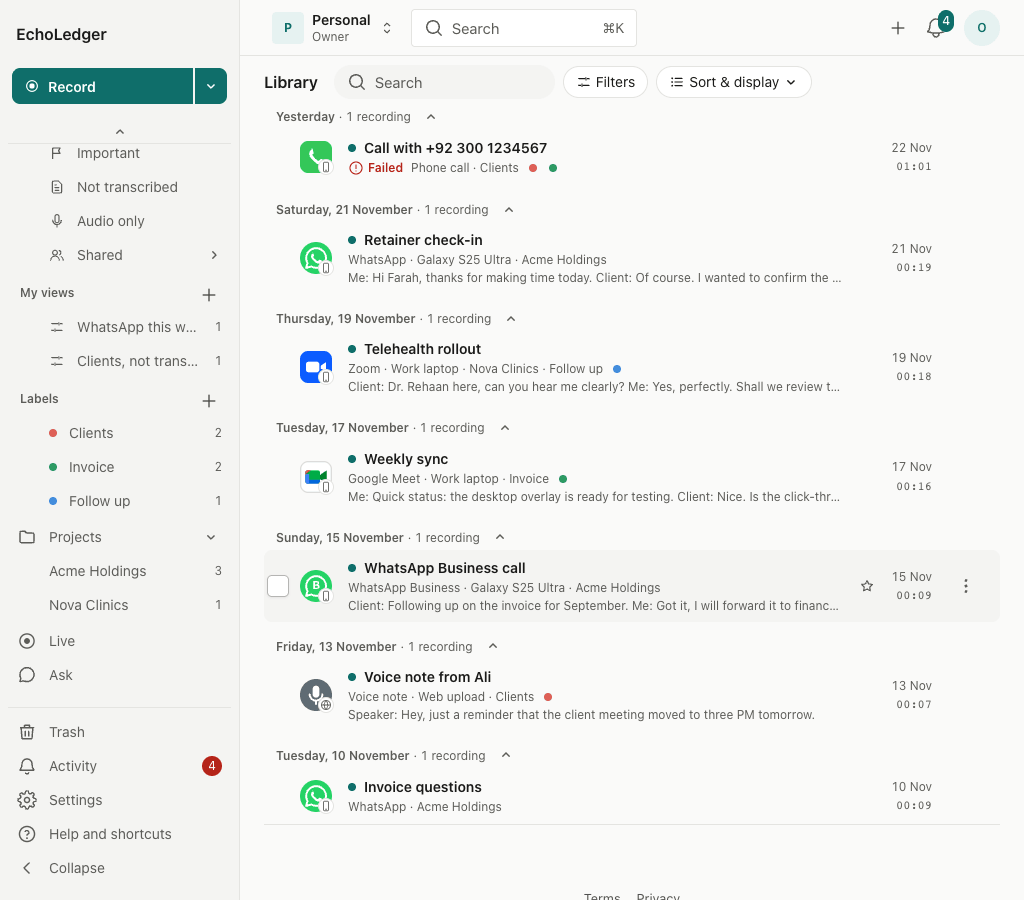 EchoLedger
Record
Important
Not transcribed
Audio only
Shared
My views
WhatsApp this w... 1
Clients, not trans... 1
Labels
Clients 2
Invoice 2
Follow up 1
Projects
Acme Holdings 3
Nova Clinics 1
Live
Ask
Trash
Activity 4
Settings
Help and shortcuts
Collapse
P
Personal
Owner
Search ⌘K
4
O
Library
Search
Filters
Sort & display
Yesterday · 1 recording
Call with +92 300 1234567
22 Nov
Failed Phone call · Clients
01:01
Saturday, 21 November · 1 recording
Retainer check-in
21 Nov
WhatsApp · Galaxy S25 Ultra · Acme Holdings
00:19
Me: Hi Farah, thanks for making time today. Client: Of course. I wanted to confirm the ...
Thursday, 19 November · 1 recording
Telehealth rollout
19 Nov
Zoom · Work laptop · Nova Clinics · Follow up
00:18
Client: Dr. Rehaan here, can you hear me clearly? Me: Yes, perfectly. Shall we review t...
Tuesday, 17 November · 1 recording
Weekly sync
17 Nov
Google Meet · Work laptop · Invoice
00:16
Me: Quick status: the desktop overlay is ready for testing. Client: Nice. Is the click-thr...
Sunday, 15 November · 1 recording
B
WhatsApp Business call
15 Nov
WhatsApp Business · Galaxy S25 Ultra · Acme Holdings
00:09
Client: Following up on the invoice for September. Me: Got it, I will forward it to financ...
Friday, 13 November · 1 recording
Voice note from Ali
13 Nov
Voice note · Web upload · Clients
00:07
Speaker: Hey, just a reminder that the client meeting moved to three PM tomorrow.
Tuesday, 10 November · 1 recording
Invoice questions
10 Nov
WhatsApp · Acme Holdings
00:09
Terms Privacy